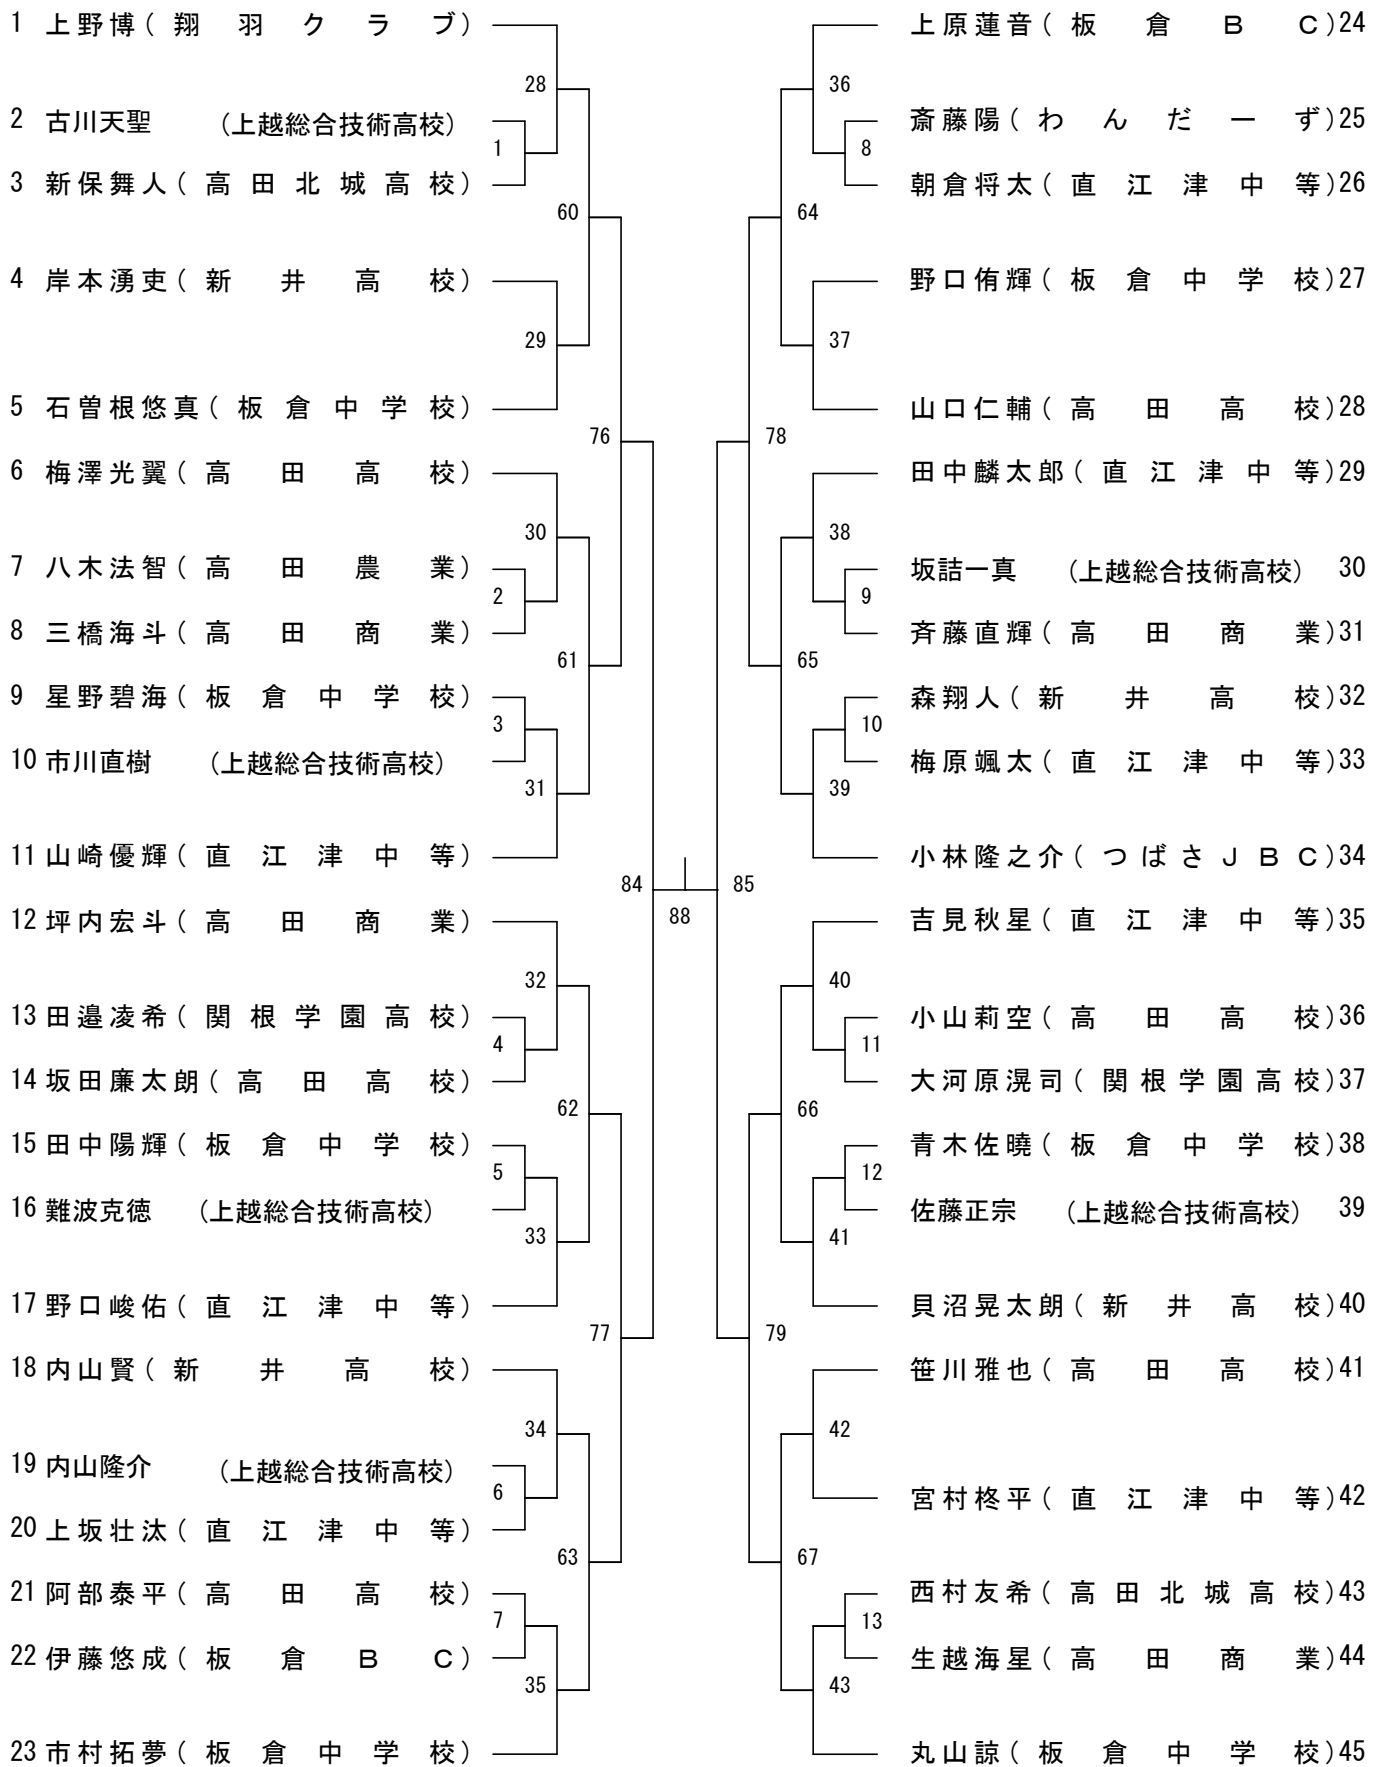 1 上野博(翔羽クラブ)
2 古川天聖 (上越総合技術高校)
3 新保舞人(高田北城高校)
4 岸本湧吏(新井高校)
5 石曽根悠真(板倉中学校)
6 梅澤光翼(高田高校)
7 八木法智(高田農業)
8 三橋海斗(高田商業)
9 星野碧海(板倉中学校)
10 市川直樹 (上越総合技術高校)
11 山崎優輝(直江津中等)
12 坪内宏斗(高田商業)
13 田邉凌希(関根学園高校)
14 坂田廉太朗(高田高校)
15 田中陽輝(板倉中学校)
16 難波克徳 (上越総合技術高校)
17 野口峻佑(直江津中等)
18 内山賢(新井高校)
19 内山隆介 (上越総合技術高校)
20 上坂壮汰(直江津中等)
21 阿部泰平(高田高校)
22 伊藤悠成(板倉BC)
23 市村拓夢(板倉中学校)
1
2
3
4
5
6
7
28
29
30
31
32
33
34
35
60
61
62
63
76
77
84
88
85
78
79
64
65
66
67
36
37
38
39
40
41
42
43
8
9
10
11
12
13
上原蓮音(板倉BC)24
斎藤陽(わんだーず)25
朝倉将太(直江津中等)26
野口侑輝(板倉中学校)27
山口仁輔(高田高校)28
田中麟太郎(直江津中等)29
坂詰一真 (上越総合技術高校) 30
斉藤直輝(高田商業)31
森翔人(新井高校)32
梅原颯太(直江津中等)33
小林隆之介(つばさJBC)34
吉見秋星(直江津中等)35
小山莉空(高田高校)36
大河原滉司(関根学園高校)37
青木佐曉(板倉中学校)38
佐藤正宗 (上越総合技術高校) 39
貝沼晃太朗(新井高校)40
笹川雅也(高田高校)41
宮村柊平(直江津中等)42
西村友希(高田北城高校)43
生越海星(高田商業)44
丸山諒(板倉中学校)45